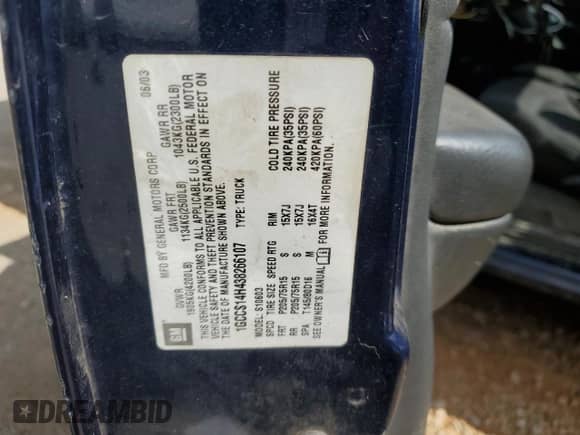 GM
MFD BY GENERAL MOTORS CORP
06/03
GVWR GAWR FRT GAWR RR
1905KG(4200LB) 1134KG(2500LB) 1043KG(2300LB)
THIS VEHICLE CONFORMS TO ALL APPLICABLE U.S. FEDERAL MOTOR
VEHICLE SAFETY AND THEFT PREVENTION STANDARDS IN EFFECT ON
THE DATE OF MANUFACTURE SHOWN ABOVE.
1GCCS14H438266107 TYPE: TRUCK
MODEL: S10603
SPCO TIRE SIZE SPEED RTG RIM COLD TIRE PRESSURE
FRT P205/75R15 S 15X7J 240KPA(35PSI)
RR P205/75R15 S 15X7J 240KPA(35PSI)
SPA T145/80D16 M 16X4T 420KPA(60PSI)
SEE OWNER'S MANUAL FOR MORE INFORMATION.
DREAMBID